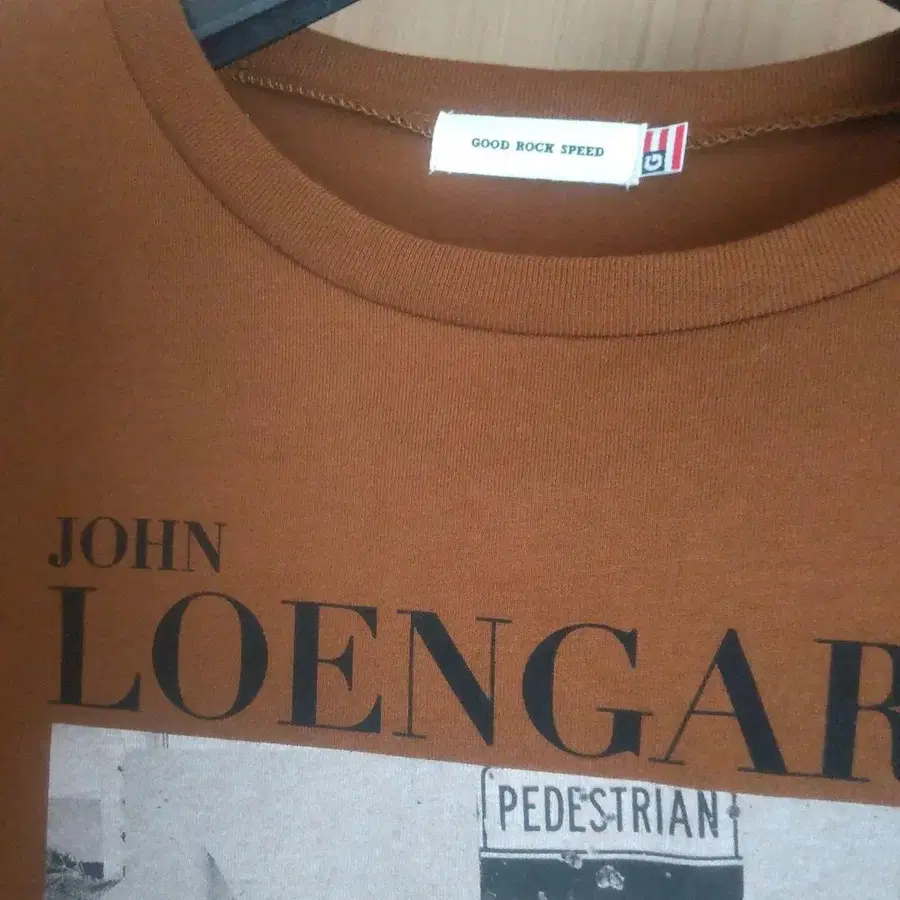 GOOD ROCK SPEED
G
JOHN
LOENGAR
PEDESTRIAN